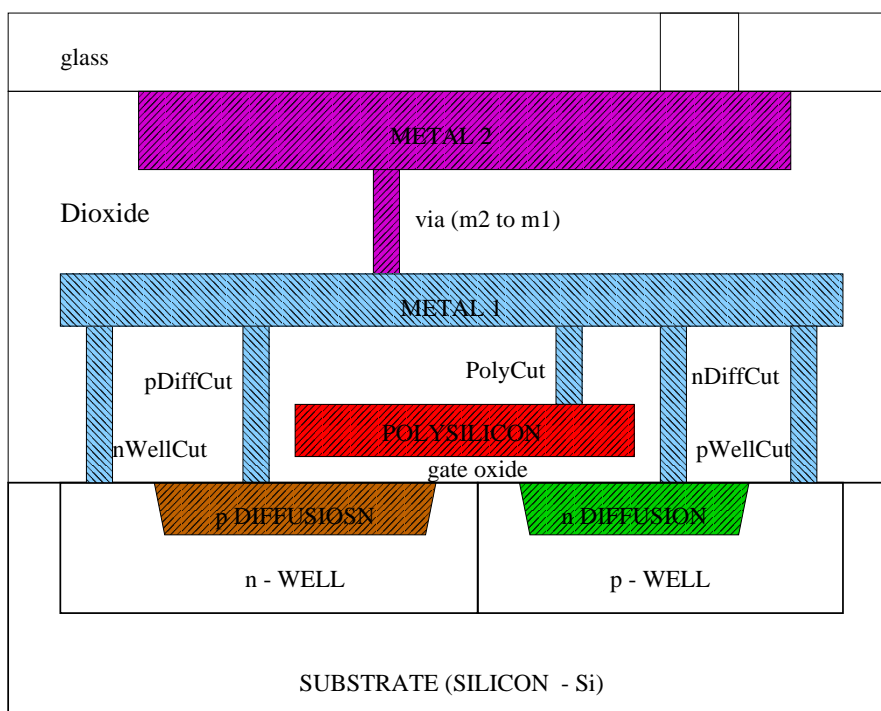 glass
METAL 2
Dioxide
via (m2 to m1)
METAL 1
pDiffCut
PolyCut
nDiffCut
POLYSILICON
nWellCut
pWellCut
gate oxide
p DIFFUSIOSN
n DIFFUSION
n - WELL
p - WELL
SUBSTRATE (SILICON - Si)